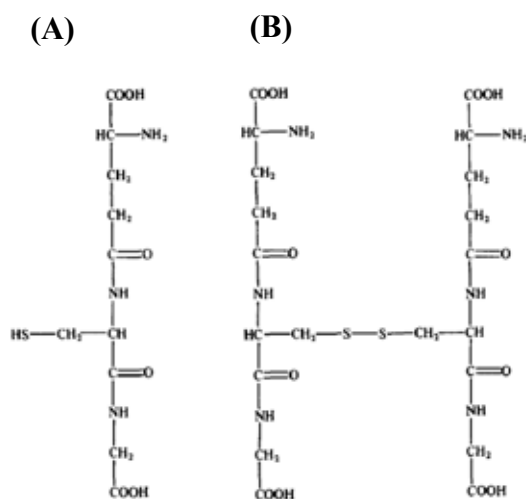 (A) (B)
COOH COOH COOH
HC—NH2 HC—NH2 HC—NH2
CH2 CH2 CH2
CH2 CH2 CH2
C=O C=O C=O
NH NH NH
HS—CH2—CH HC—CH2—S—S—CH2—CH
C=O C=O C=O
NH NH NH
CH2 CH2 CH2
COOH COOH COOH